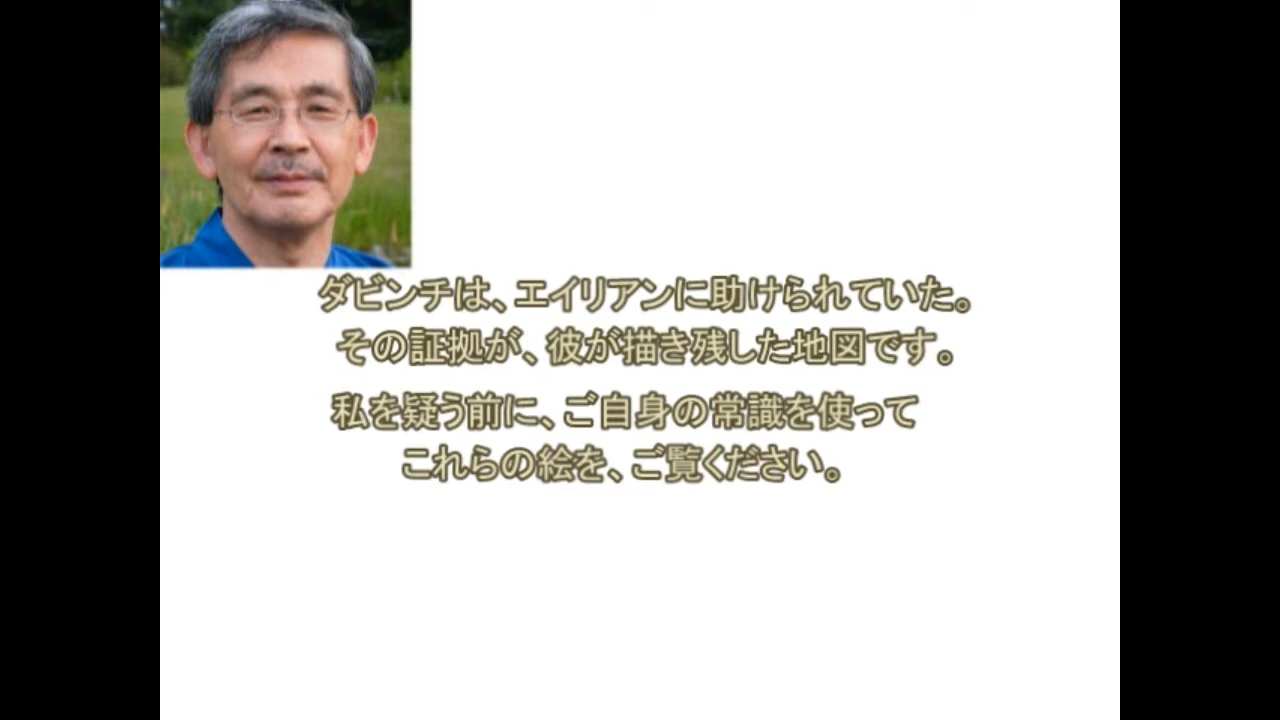 ダビンチは、エイリアンに助けられていた。
その証拠が、彼が描き残した地図です。
私を疑う前に、ご自身の常識を使って
これらの絵を、ご覧ください。